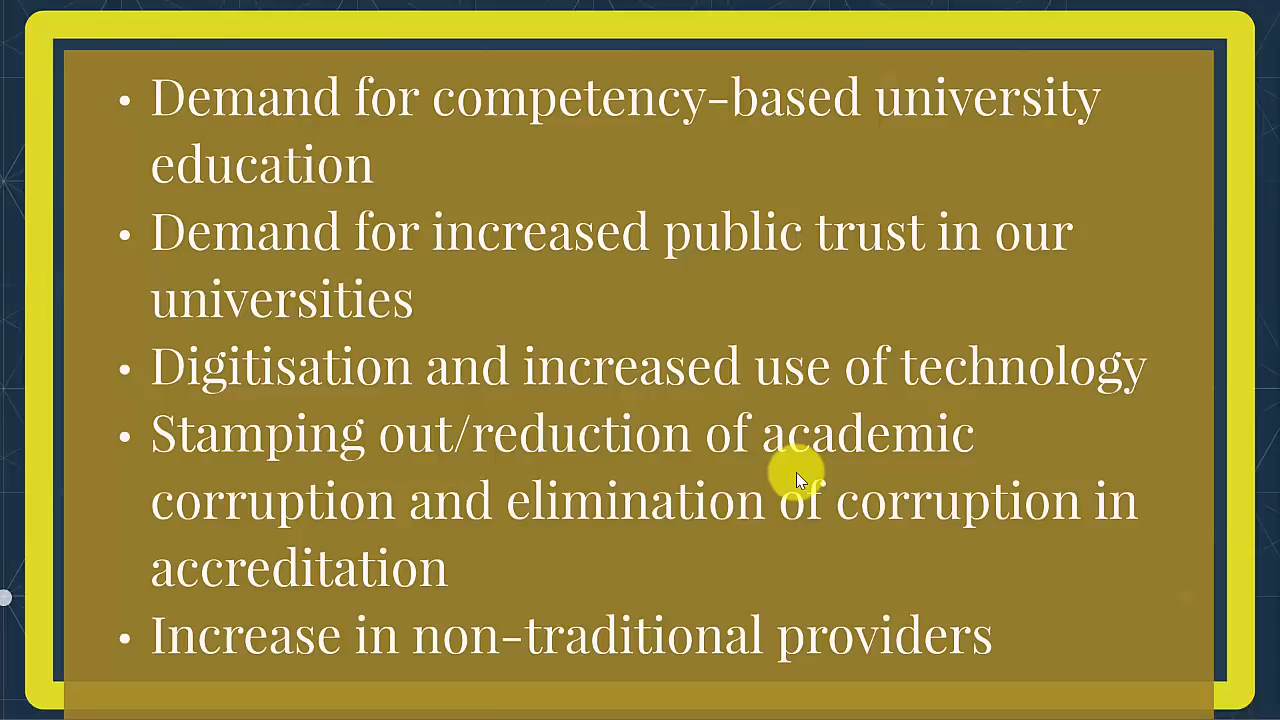 • Demand for competency-based university
education
• Demand for increased public trust in our
universities
• Digitisation and increased use of technology
• Stamping out/reduction of academic
corruption and elimination of corruption in
accreditation
• Increase in non-traditional providers